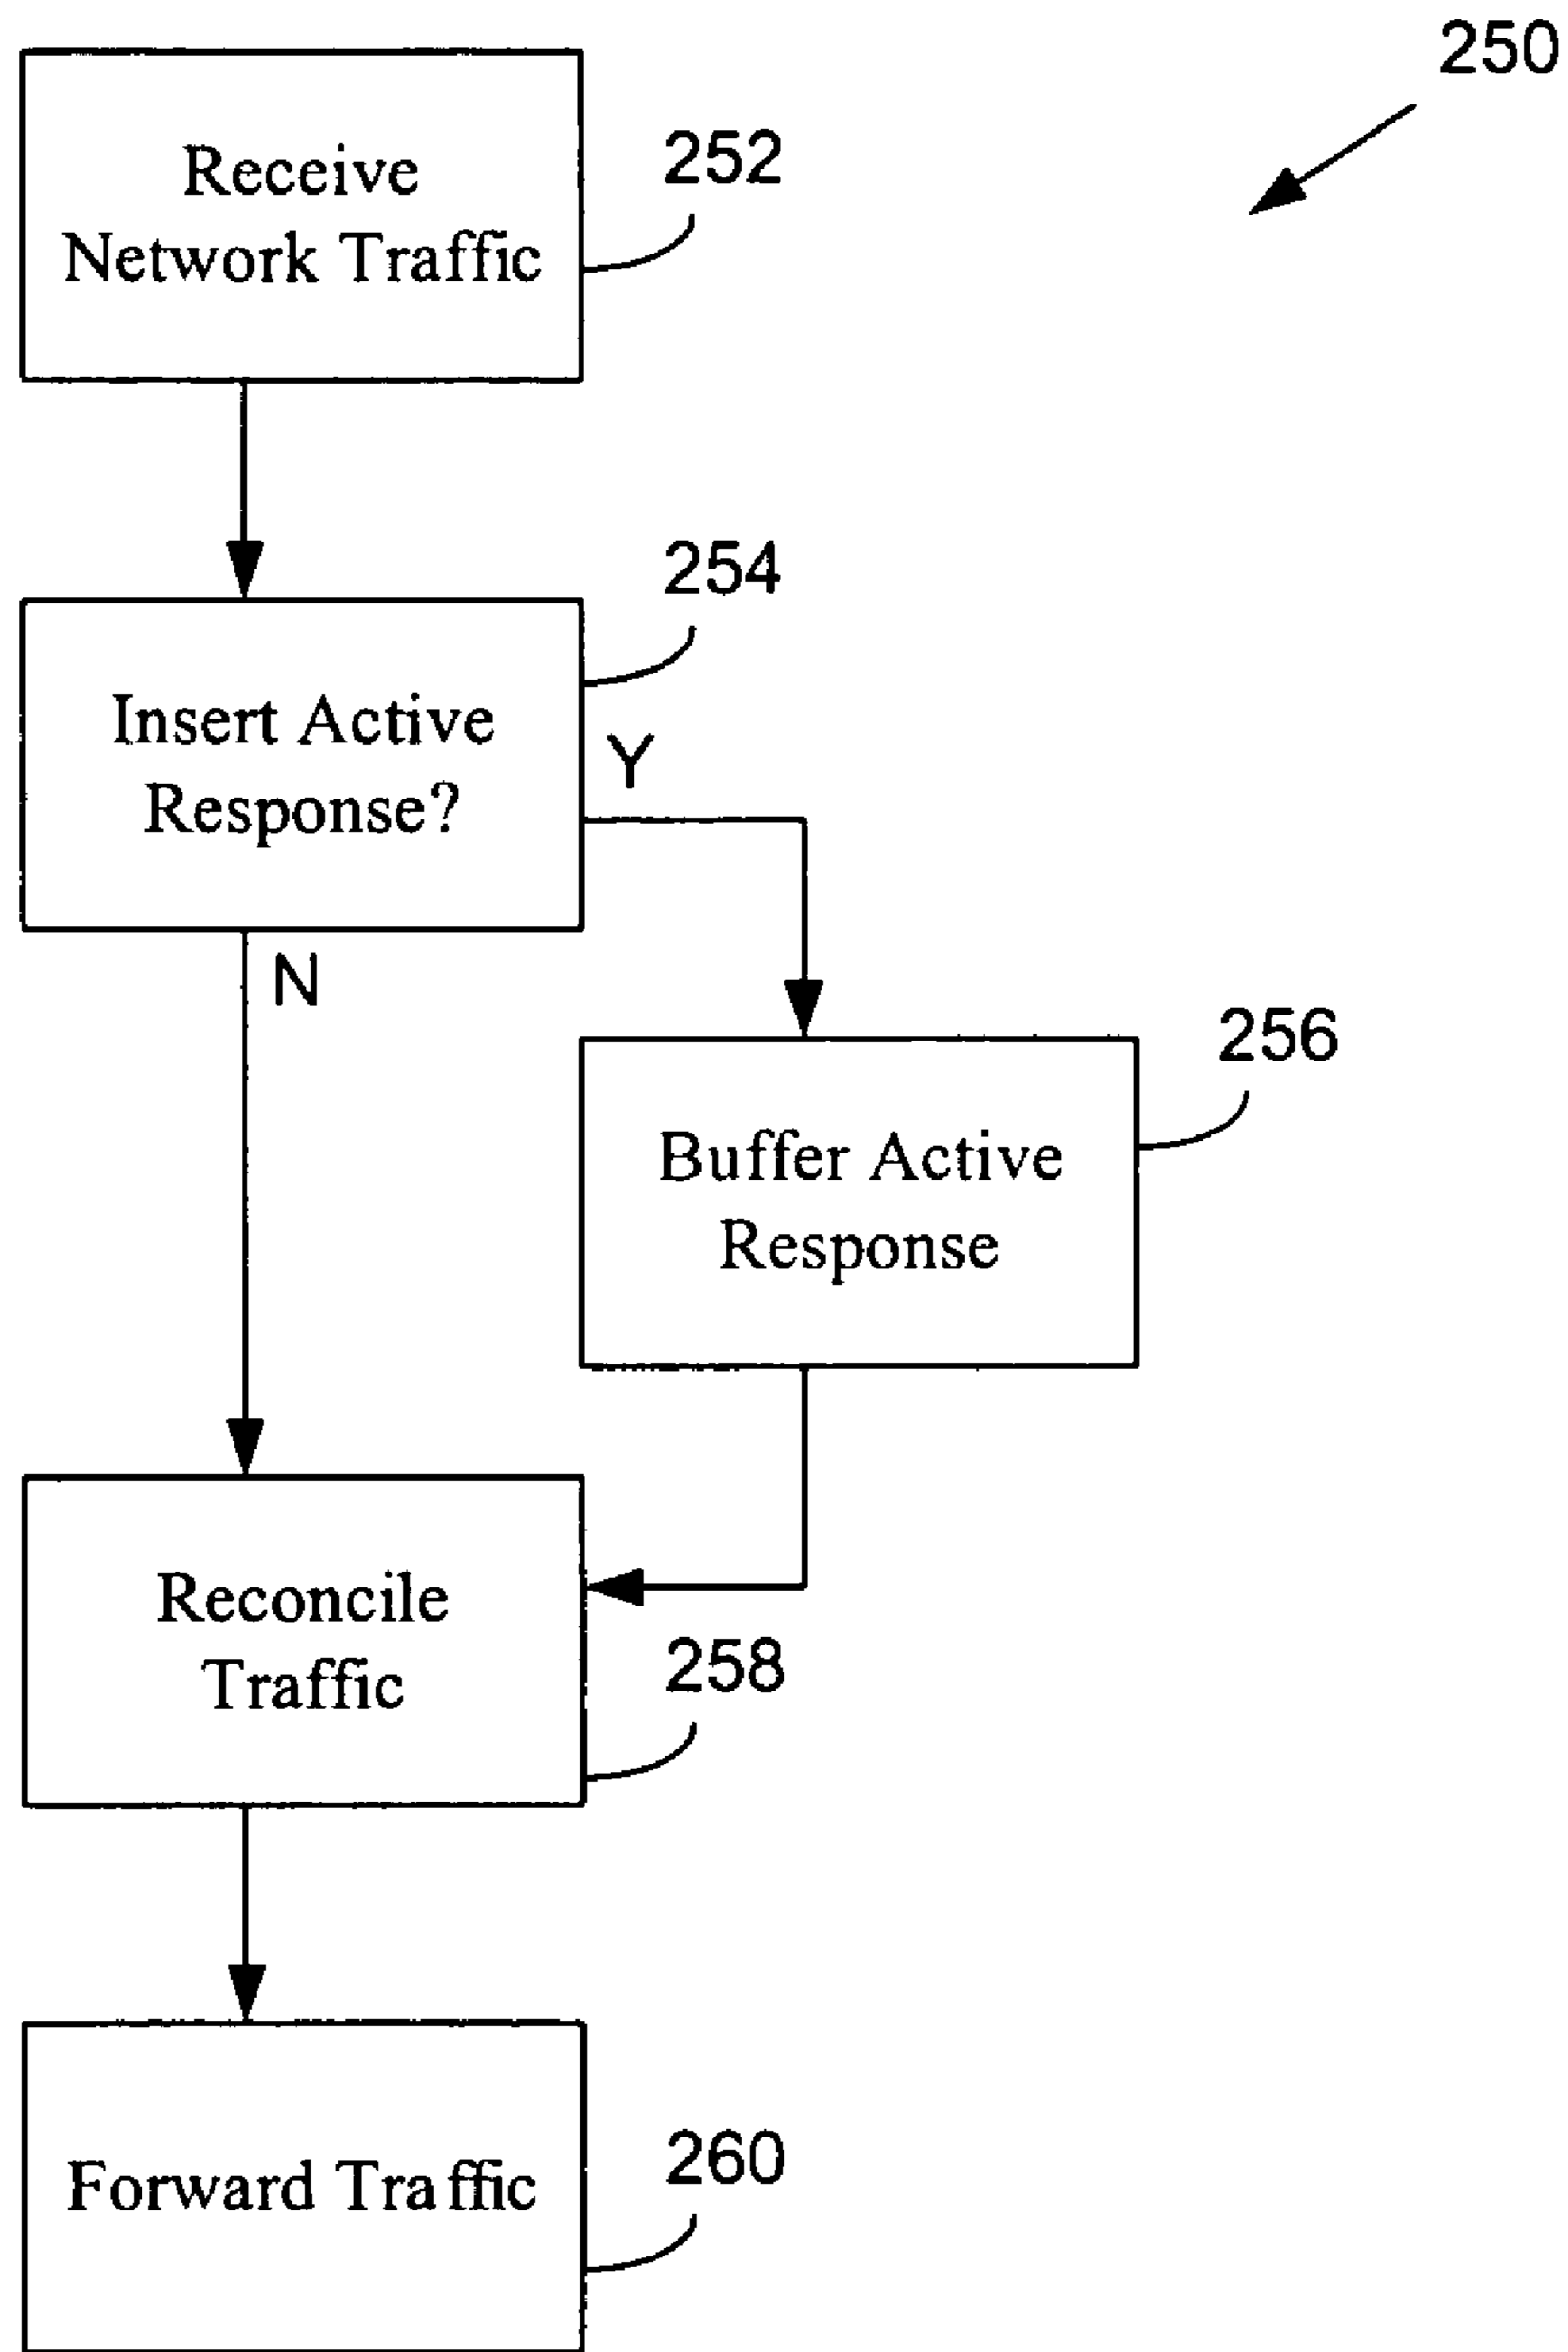 250
Receive
Network Traffic
252
Insert Active
Response?
254
Y
N
Buffer Active
Response
256
Reconcile
Traffic
258
Forward Traffic
260